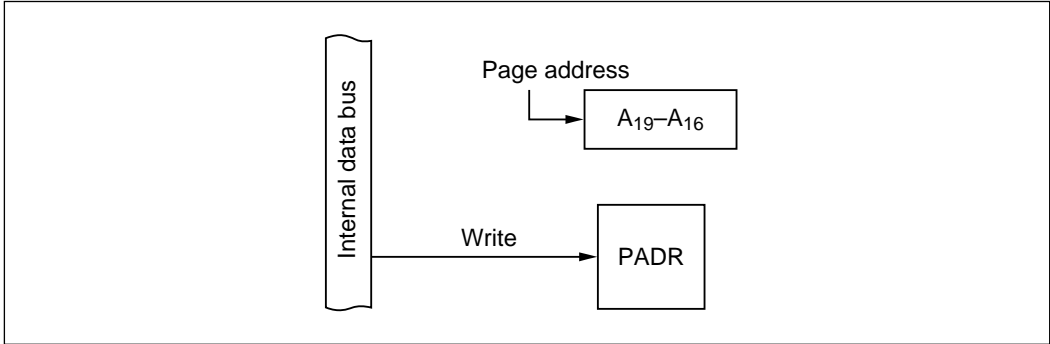 Page address
A₁₉–A₁₆
Internal data bus
Write
PADR